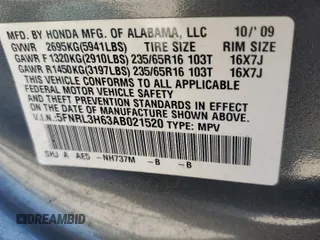 MFD. BY HONDA MFG. OF ALABAMA, LLC 10/'09
GVWR 2695KG(5941LBS) TIRE SIZE RIM SIZE
GAWR F 1320KG(2910LBS) 235/65R16 103T 16X7J
GAWR R1450KG(3197LBS) 235/65R16 103T 16X7J
THIS VEHICLE CONFORMS TO ALL APPLICABLE
FEDERAL MOTOR VEHICLE SAFETY AND
THEFT PREVENTION STANDARDS IN EFFECT
ON THE DATE OF MANUFACTURE SHOWN
ABOVE.
V.I.N.:5FNRL3H63AB021520 TYPE: MPV
SHJ A AE5 -NH737M -B -B
DREAMBID